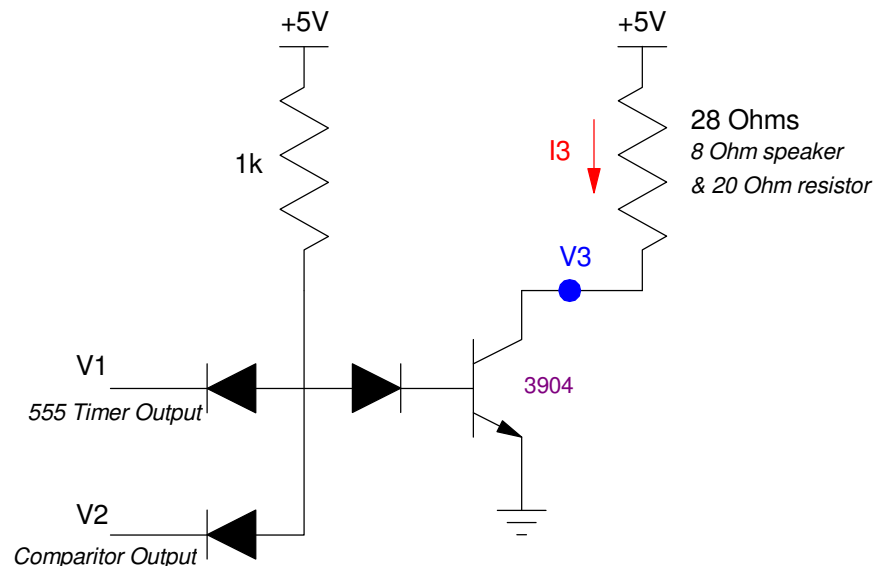 +5V
+5V
1k
I3
28 Ohms
8 Ohm speaker
& 20 Ohm resistor
V3
V1
555 Timer Output
3904
V2
Comparitor Output